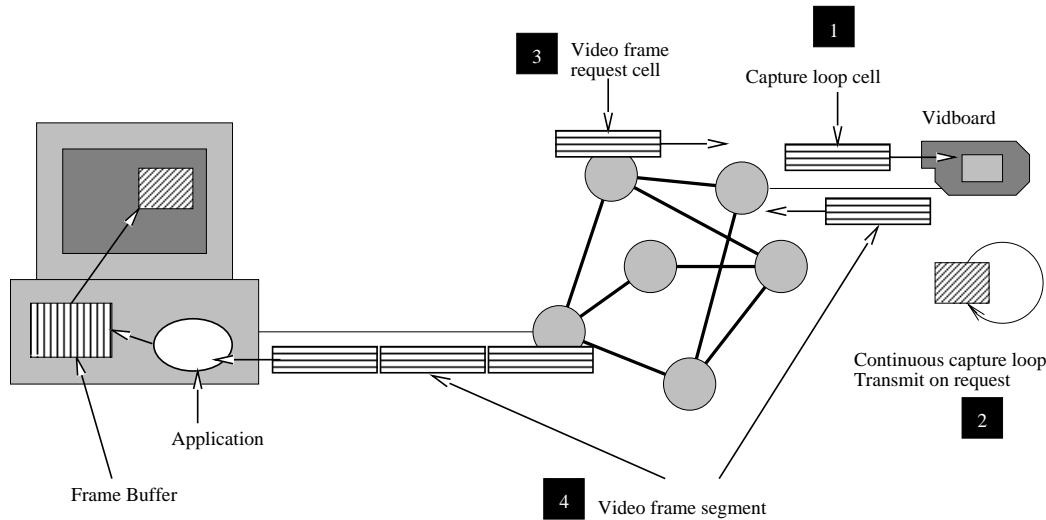 1
3
Video frame
request cell
Capture loop cell
Vidboard
Continuous capture loop
Transmit on request
2
Application
Frame Buffer
4
Video frame segment